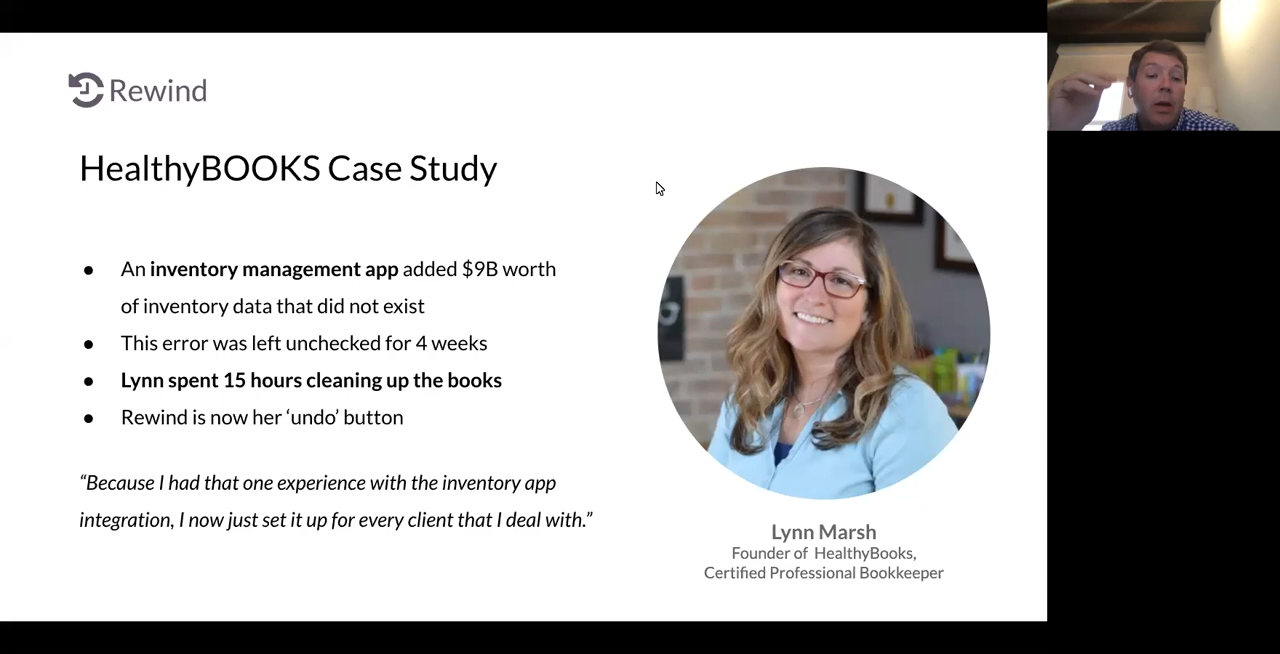 Rewind
HealthyBOOKS Case Study
● An inventory management app added $9B worth
of inventory data that did not exist
● This error was left unchecked for 4 weeks
● Lynn spent 15 hours cleaning up the books
● Rewind is now her ‘undo’ button
“Because I had that one experience with the inventory app
integration, I now just set it up for every client that I deal with.”
Lynn Marsh
Founder of HealthyBooks,
Certified Professional Bookkeeper